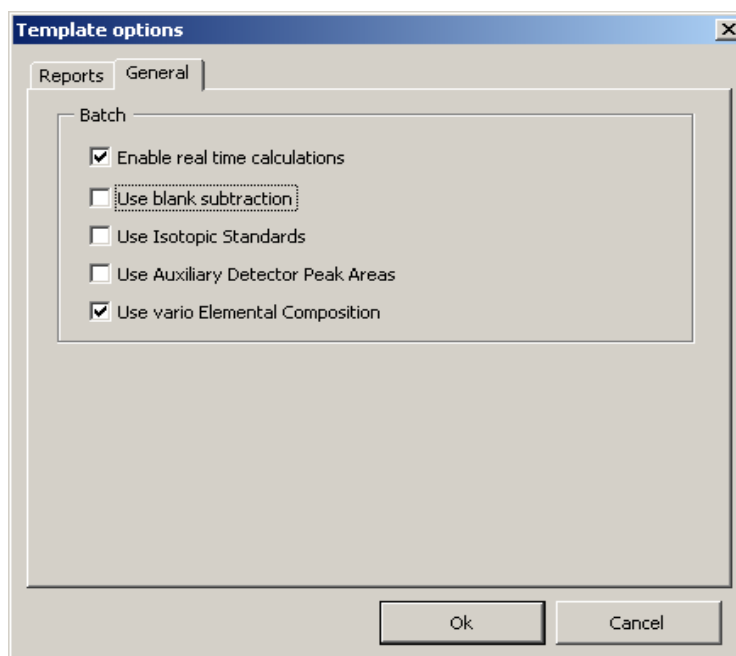 Template options
Reports General
Batch
Enable real time calculations
Use blank subtraction
Use Isotopic Standards
Use Auxiliary Detector Peak Areas
Use vario Elemental Composition
Ok Cancel